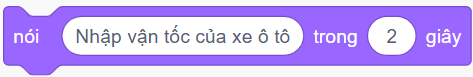 nói Nhập vận tốc của xe ô tô trong 2 giây